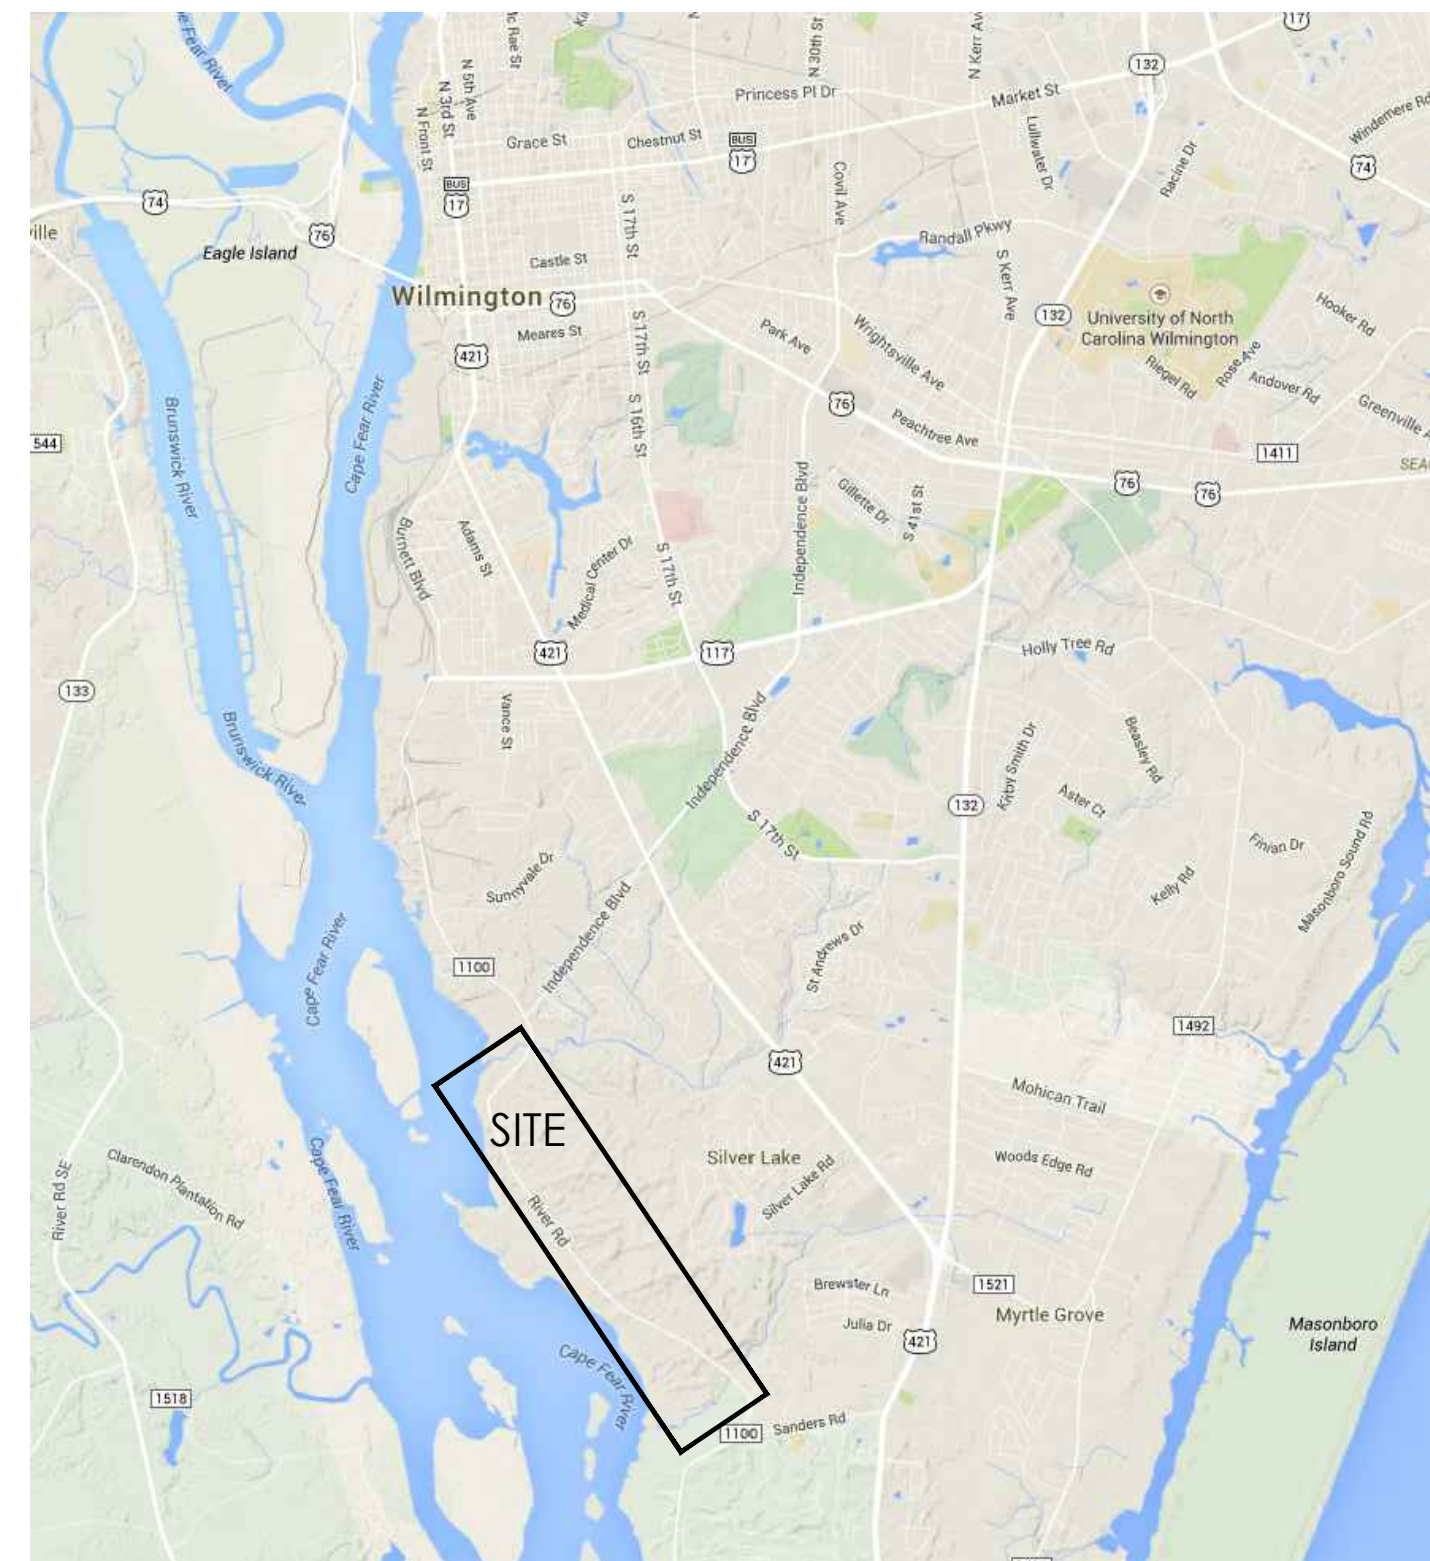 17
Mc Rae St
N 30th St
132
N 5th Ave
Princess Pl Dr
Market St
N 3rd St
N Front St
Grace St
Chestnut St
BUS
17
Lullwater Dr
Racine Dr
Windemere Rd
74
BUS
17
Covil Ave
74
76
ville
Eagle Island
S 17th St
Randall Pkwy
Castle St
S Kerr Ave
Wilmington
76
Meares St
421
S 17th St
Park Ave
Wrightsville Ave
132
University of North
Carolina Wilmington
Hooker Rd
Riegel Rd
Rose Ave
Andover Rd
Brunswick River
Cape Fear River
S 16th St
76
Peachtree Ave
544
1411
76
76
Burnett Blvd
Adams St
Medical Center Dr
S 17th St
Independence Blvd
Gillette Dr
S 41st St
421
117
Holly Tree Rd
133
Vance St
Brunswick River
Independence Blvd
Kirby Smith Dr
Beasley Rd
132
Aster Ct
S 17th St
Finian Dr
Masonboro Sound Rd
Sunnyvale Dr
Kelly Rd
Cape Fear River
Independence Blvd
St Andrews Dr
1100
1492
421
Mohican Trail
SITE
Silver Lake
Woods Edge Rd
Clarendon Plantation Rd
River Rd SE
Cape Fear River
Silver Lake Rd
River Rd
1521
Brewster Ln
Myrtle Grove
Julia Dr
421
Masonboro
Island
Cape Fear River
1518
1100
Sanders Rd